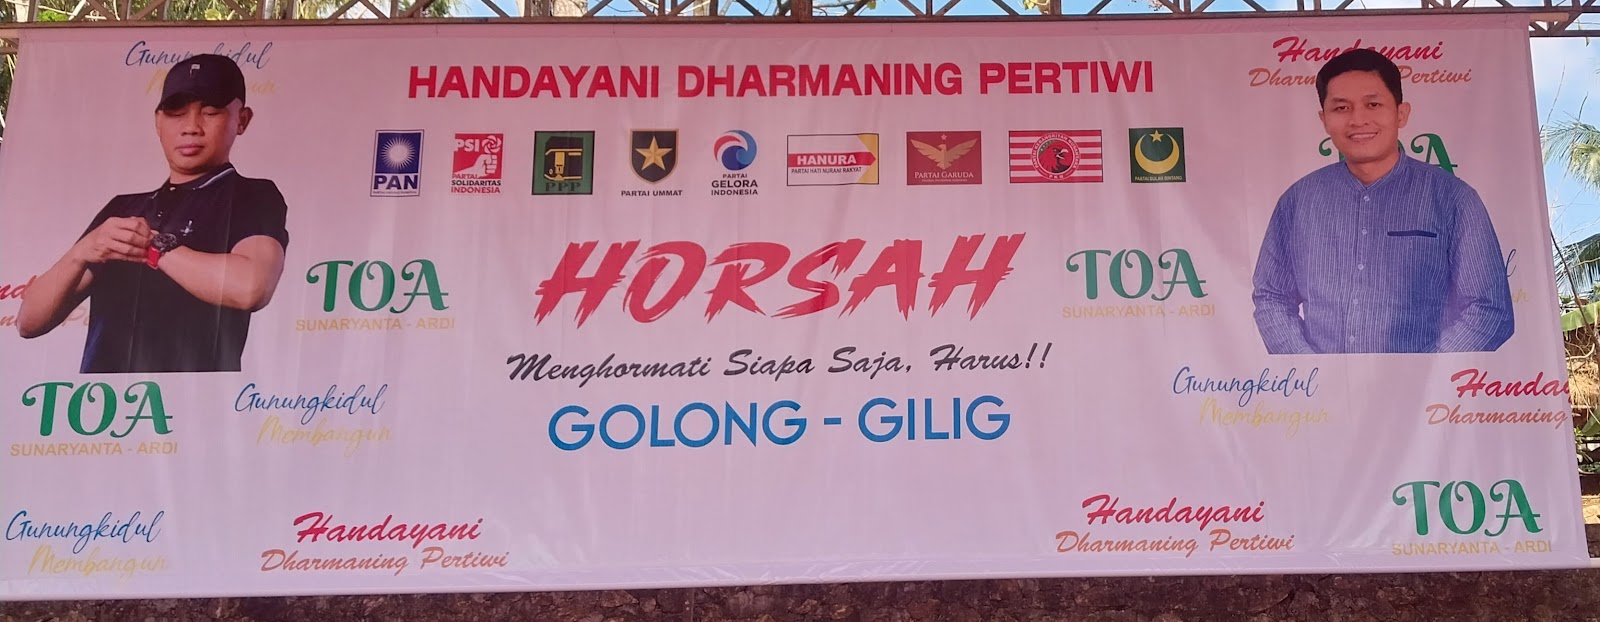 Gunungkidul
HANDAYANI DHARMANING PERTIWI
Handayani
Dharmaning Pertiwi
PAN
PSI
PARTAI
SOLIDARITAS
INDONESIA
PPP
PARTAI UMMAT
PARTAI
GELORA
INDONESIA
HANURA
PARTAI HATI NURANI RAKYAT
PARTAI GARUDA
PKN
PARTAI BULAN BINTANG
TOA
SUNARYANTA - ARDI
HORSAH
TOA
SUNARYANTA - ARDI
Menghormati Siapa Saja, Harus!!
GOLONG - GILIG
TOA
SUNARYANTA - ARDI
Gunungkidul
Membangun
Gunungkidul
Membangun
Handaya
Dharmaning
Gunungkidul
Membangun
Handayani
Dharmaning Pertiwi
Handayani
Dharmaning Pertiwi
TOA
SUNARYANTA - ARDI